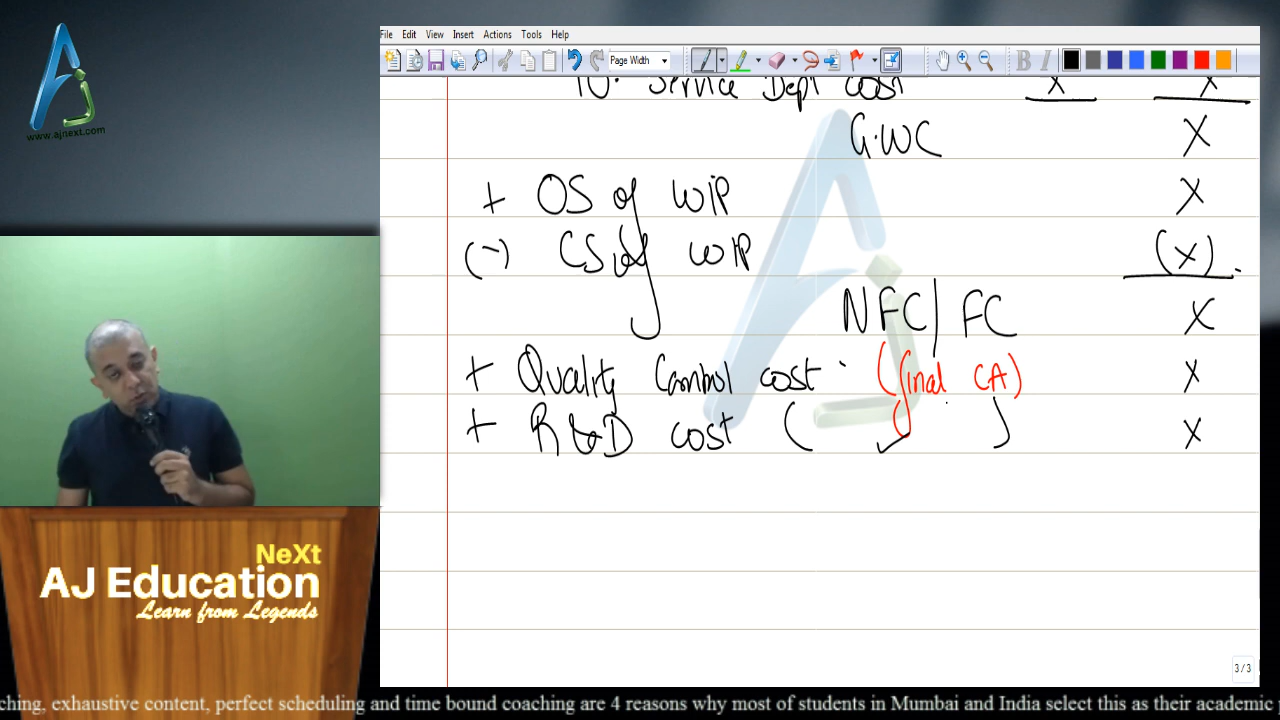 www.ajnext.com
File Edit View Insert Actions Tools Help
Page Width
B I U
10. Service Dept cost X X
G.WC X
+ OS of WIP X
(-) CS of WIP (X)
NFC | FC X
+ Quality Control cost (final CA) X
+ R&D cost ( " ) X
3/3
NeXt
AJ Education
Learn from Legends
ching, exhaustive content, perfect scheduling and time bound coaching are 4 reasons why most of students in Mumbai and India select this as their academic